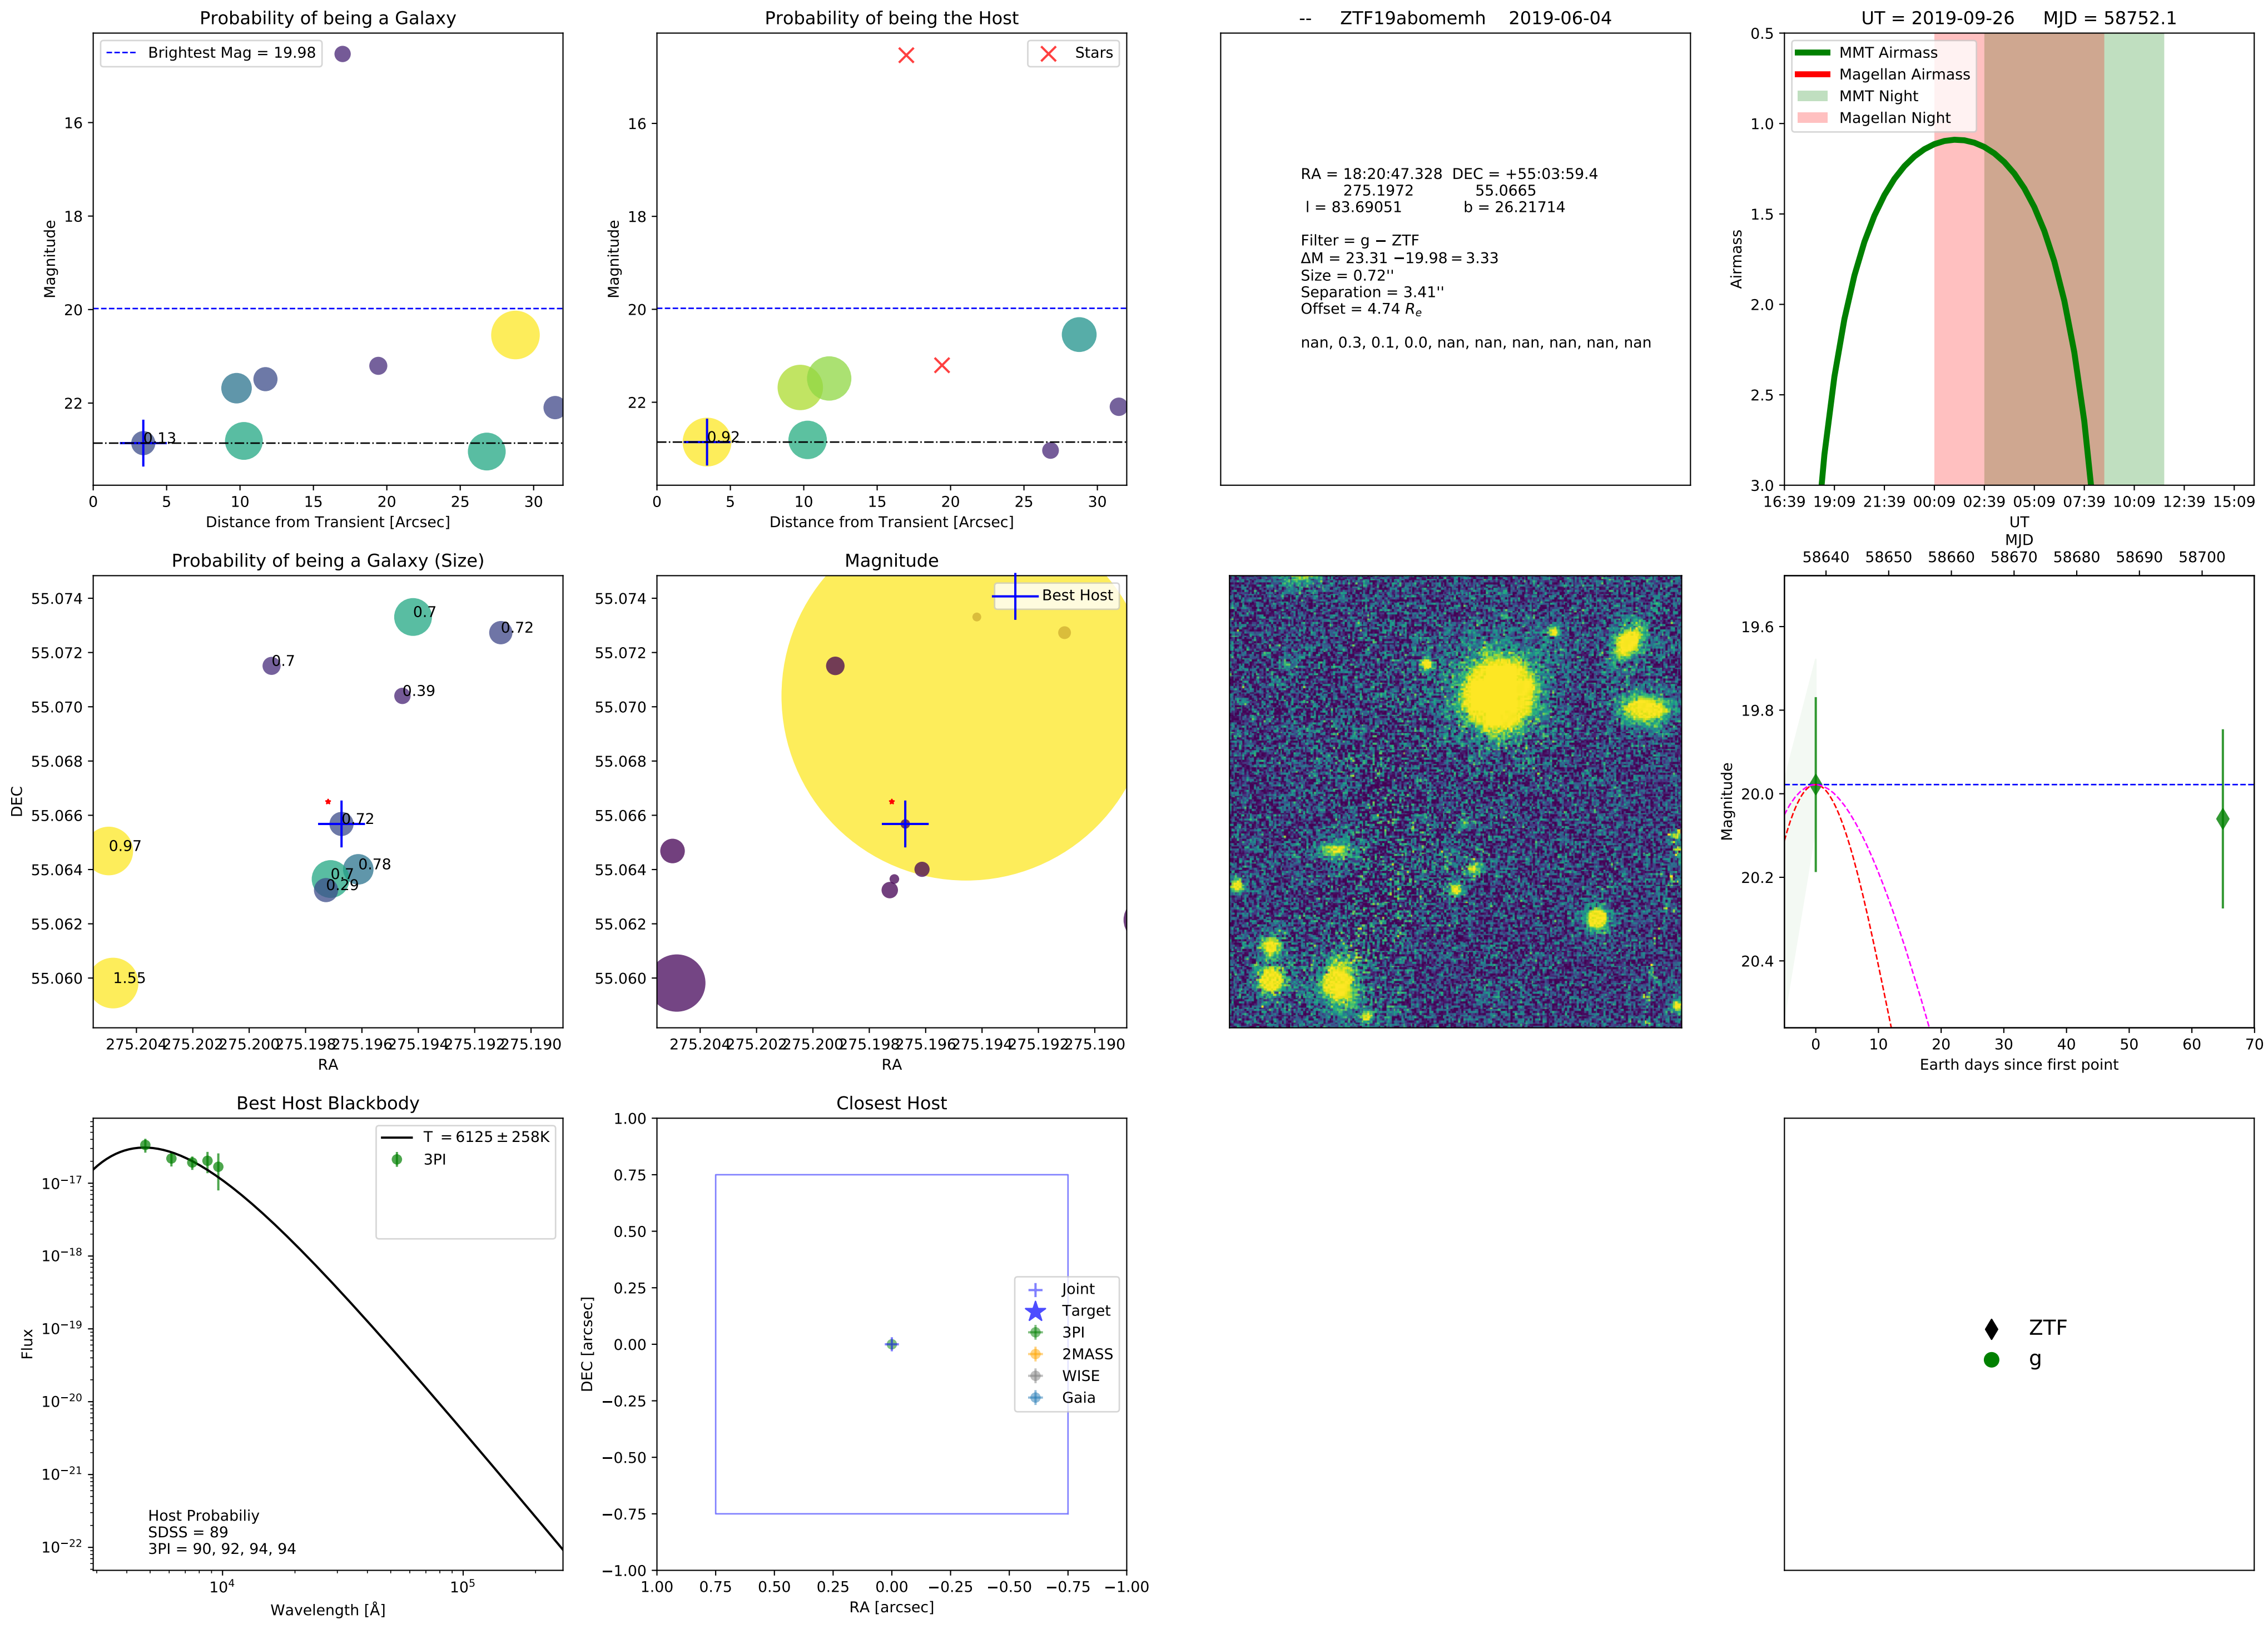 Probability of being a Galaxy
Brightest Mag = 19.98
0.13
16
18
20
22
Magnitude
0 5 10 15 20 25 30
Distance from Transient [Arcsec]
Probability of being the Host
Stars
0.92
16
18
20
22
Magnitude
0 5 10 15 20 25 30
Distance from Transient [Arcsec]
-- ZTF19abomemh 2019-06-04
RA = 18:20:47.328 DEC = +55:03:59.4
275.1972 55.0665
l = 83.69051 b = 26.21714
Filter = g − ZTF
ΔM = 23.31 −19.98 = 3.33
Size = 0.72''
Separation = 3.41''
Offset = 4.74 Re
nan, 0.3, 0.1, 0.0, nan, nan, nan, nan, nan, nan
UT = 2019-09-26 MJD = 58752.1
MMT Airmass
Magellan Airmass
MMT Night
Magellan Night
0.5
1.0
1.5
2.0
2.5
3.0
Airmass
16:39 19:09 21:39 00:09 02:39 05:09 07:39 10:09 12:39 15:09
UT
Probability of being a Galaxy (Size)
0.7
0.72
0.7
0.39
0.72
0.97
0.78
0.7
0.29
1.55
55.074
55.072
55.070
55.068
55.066
55.064
55.062
55.060
DEC
275.204 275.202 275.200 275.198 275.196 275.194 275.192 275.190
RA
Magnitude
Best Host
55.074
55.072
55.070
55.068
55.066
55.064
55.062
55.060
275.204 275.202 275.200 275.198 275.196 275.194 275.192 275.190
RA
MJD
58640 58650 58660 58670 58680 58690 58700
19.6
19.8
20.0
20.2
20.4
Magnitude
0 10 20 30 40 50 60 70
Earth days since first point
Best Host Blackbody
T = 6125 ± 258K
3PI
Host Probabiliy
SDSS = 89
3PI = 90, 92, 94, 94
10−17
10−18
10−19
10−20
10−21
10−22
Flux
10^4 10^5
Wavelength [Å]
Closest Host
Joint
Target
3PI
2MASS
WISE
Gaia
1.00
0.75
0.50
0.25
0.00
−0.25
−0.50
−0.75
−1.00
DEC [arcsec]
1.00 0.75 0.50 0.25 0.00 −0.25 −0.50 −0.75 −1.00
RA [arcsec]
ZTF
g